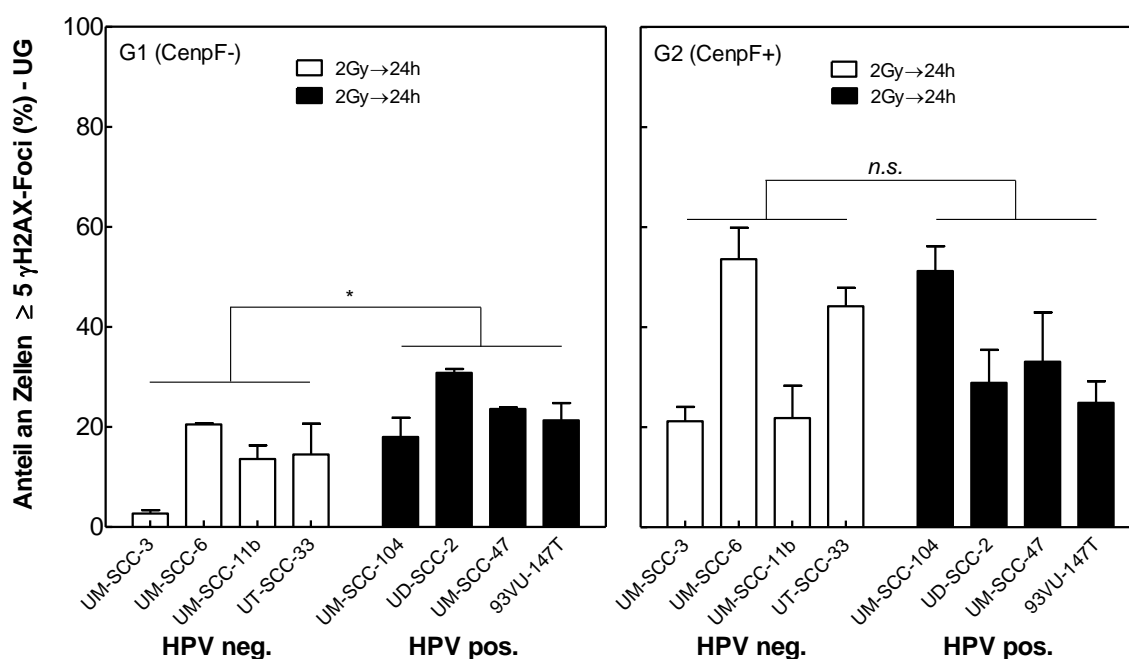 Anteil an Zellen ≥ 5 γH2AX-Foci (%) - UG
100
80
60
40
20
0
G1 (CenpF-)
2Gy→24h
2Gy→24h
*
UM-SCC-3
UM-SCC-6
UM-SCC-11b
UT-SCC-33
UM-SCC-104
UD-SCC-2
UM-SCC-47
93VU-147T
HPV neg.
HPV pos.
G2 (CenpF+)
2Gy→24h
2Gy→24h
n.s.
UM-SCC-3
UM-SCC-6
UM-SCC-11b
UT-SCC-33
UM-SCC-104
UD-SCC-2
UM-SCC-47
93VU-147T
HPV neg.
HPV pos.